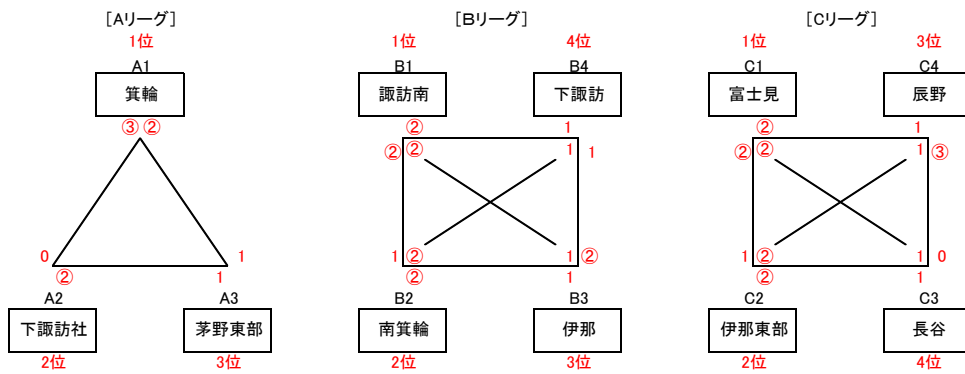 [Aリーグ] [Bリーグ] [Cリーグ]
1位 1位 4位 1位 3位
A1 B1 B4 C1 C4
箕輪 諏訪南 下諏訪 富士見 辰野
③ ② ② 1 ② 1
② ② 1 1 ② ② 1 ③
0 1 1 ② 1 ② 1 ② 1 0
② 1 ② 1 ② 1
A2 A3 B2 B3 C2 C3
下諏訪社 茅野東部 南箕輪 伊那 伊那東部 長谷
2位 3位 2位 3位 2位 4位